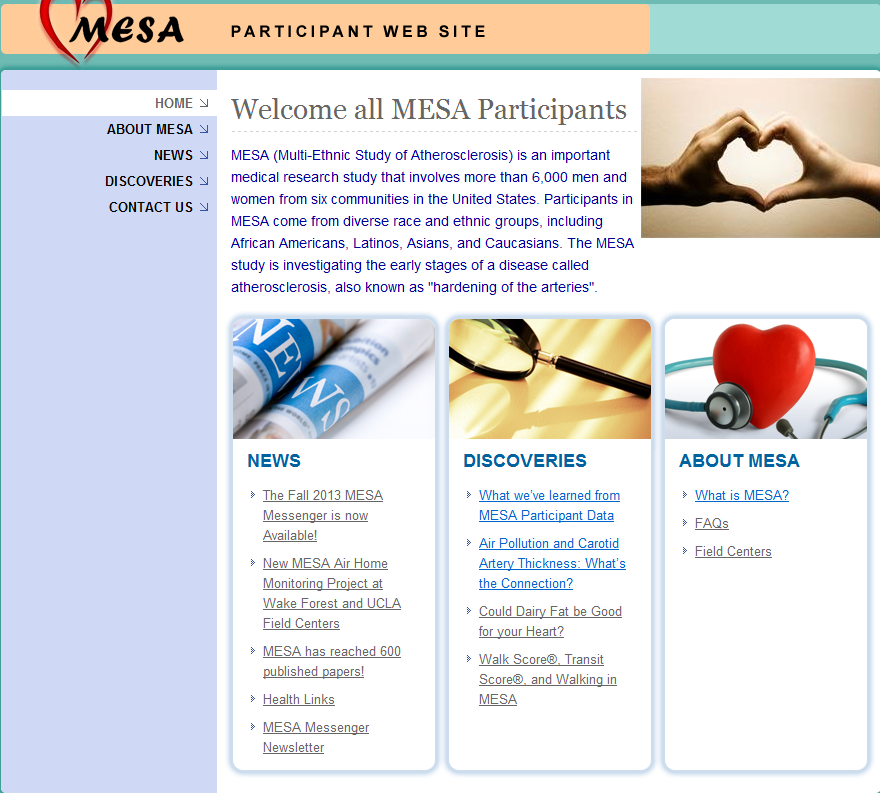 MESA
PARTICIPANT WEB SITE
HOME
ABOUT MESA
NEWS
DISCOVERIES
CONTACT US
Welcome all MESA Participants
MESA (Multi-Ethnic Study of Atherosclerosis) is an important
medical research study that involves more than 6,000 men and
women from six communities in the United States. Participants in
MESA come from diverse race and ethnic groups, including
African Americans, Latinos, Asians, and Caucasians. The MESA
study is investigating the early stages of a disease called
atherosclerosis, also known as "hardening of the arteries".
NEWS
NEWS
NEWS
The Fall 2013 MESA
Messenger is now
Available!
New MESA Air Home
Monitoring Project at
Wake Forest and UCLA
Field Centers
MESA has reached 600
published papers!
Health Links
MESA Messenger
Newsletter
DISCOVERIES
What we've learned from
MESA Participant Data
Air Pollution and Carotid
Artery Thickness: What's
the Connection?
Could Dairy Fat be Good
for your Heart?
Walk Score®, Transit
Score®, and Walking in
MESA
ABOUT MESA
What is MESA?
FAQs
Field Centers